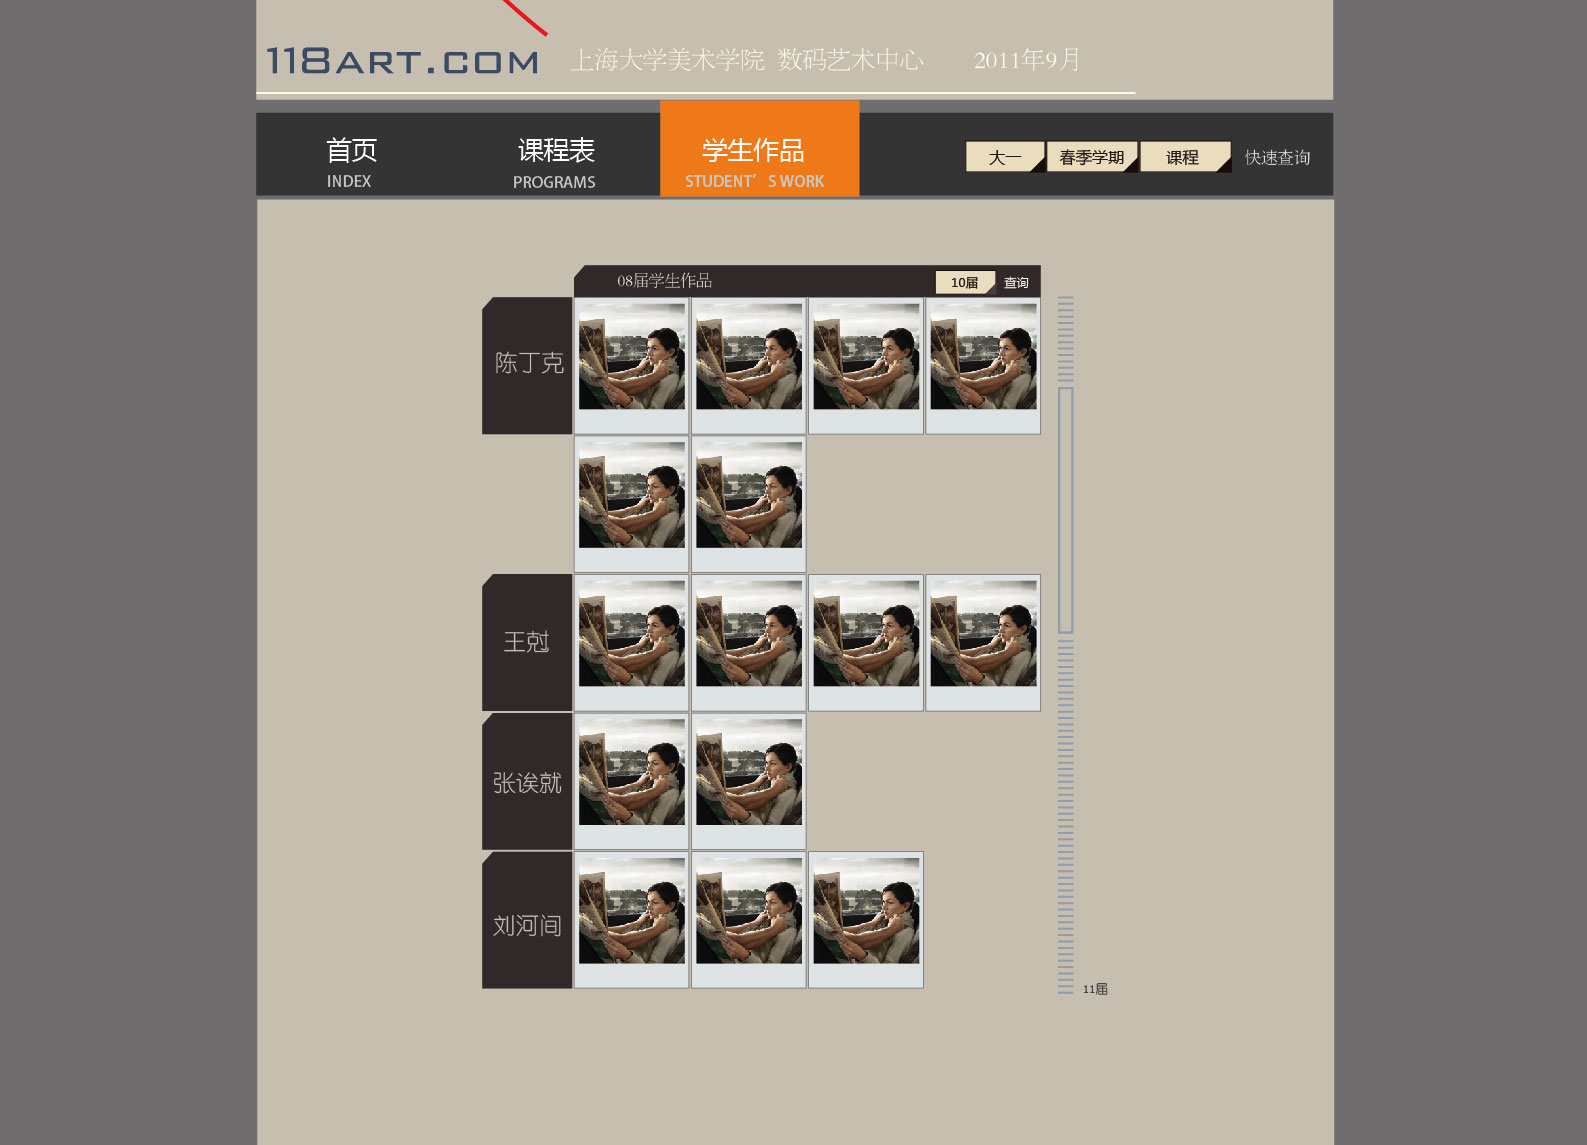 118ART.COM 上海大学美术学院 数码艺术中心 2011年9月
首页 课程表 学生作品 大一 春季学期 课程 快速查询
INDEX PROGRAMS STUDENT’S WORK
08届学生作品 10届 查询
陈丁克
王尅
张诶就
刘河间
11届